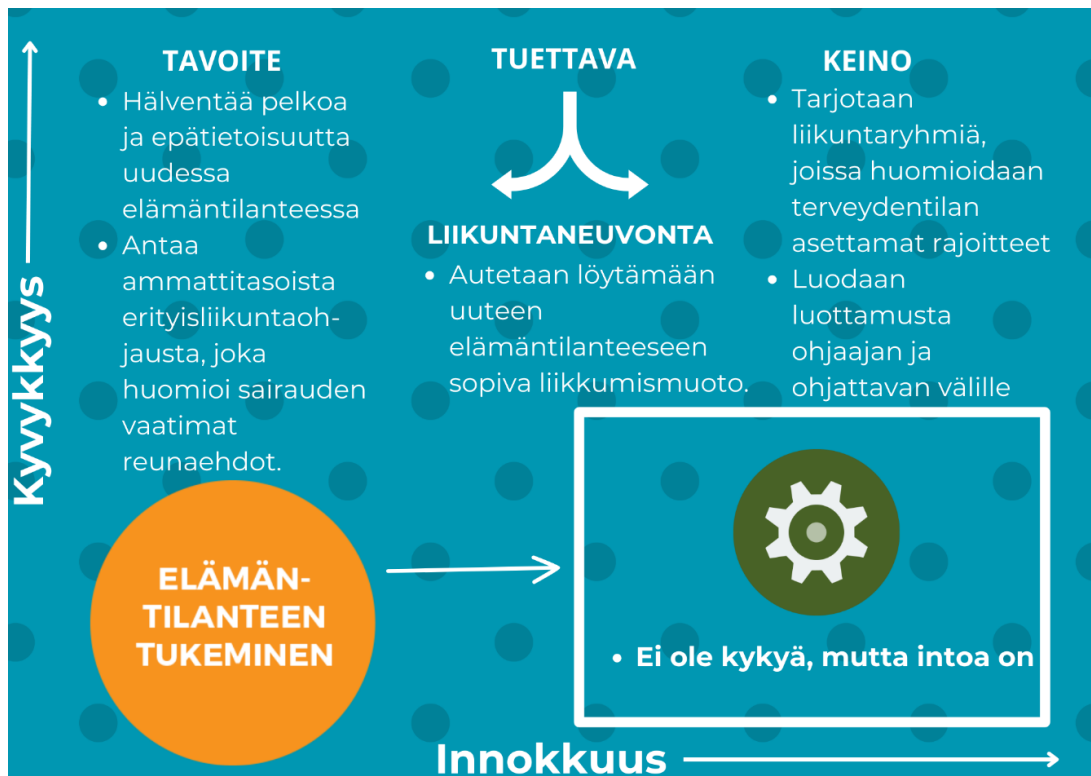 TAVOITE
• Hälventää pelkoa
ja epätietoisuutta
uudessa
elämäntilanteessa
• Antaa
ammattitasoista
erityisliikuntaoh-
jausta, joka
huomioi sairauden
vaatimat
reunaehdot.
TUETTAVA
LIIKUNTANEUVONTA
• Autetaan löytämään
uuteen
elämäntilanteeseen
sopiva liikkumismuoto.
KEINO
• Tarjotaan
liikuntaryhmiä,
joissa huomioidaan
terveydentilan
asettamat rajoitteet
• Luodaan
luottamusta
ohjaajan ja
ohjattavan välille
Kyvykkyys
ELÄMÄN-
TILANTEEN
TUKEMINEN
• Ei ole kykyä, mutta intoa on
Innokkuus